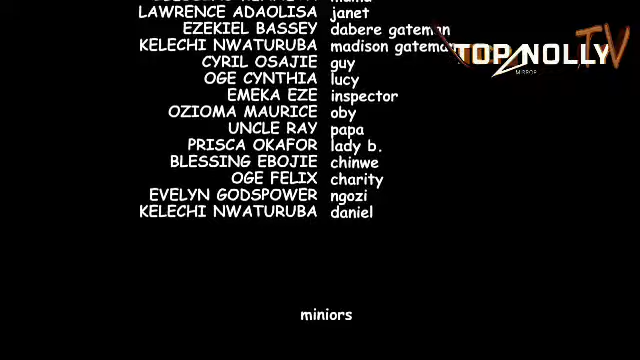 LAWRENCE ADAOLISA janet
EZEKIEL BASSEY dabere gateman
KELECHI NWATURUBA madison gateman
CYRIL OSAJIE guy
OGE CYNTHIA lucy
EMEKA EZE inspector
OZIOMA MAURICE oby
UNCLE RAY papa
PRISCA OKAFOR lady b.
BLESSING EBOJIE chinwe
OGE FELIX charity
EVELYN GODSPOWER ngozi
KELECHI NWATURUBA daniel
miniors
TOP NOLLY TV
MIRROR